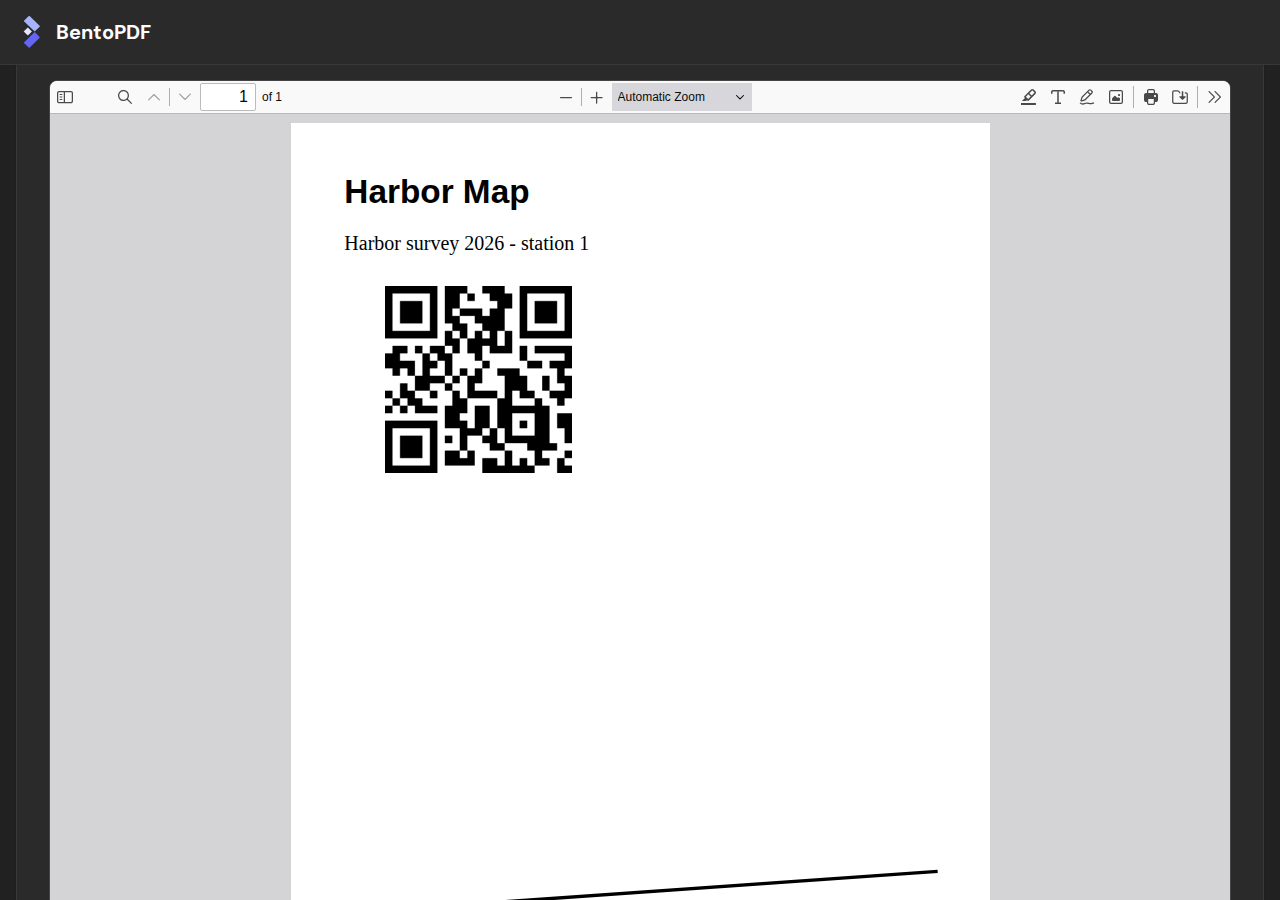 BentoPDF
1 of 1
Automatic Zoom
Harbor Map
Harbor survey 2026 - station 1